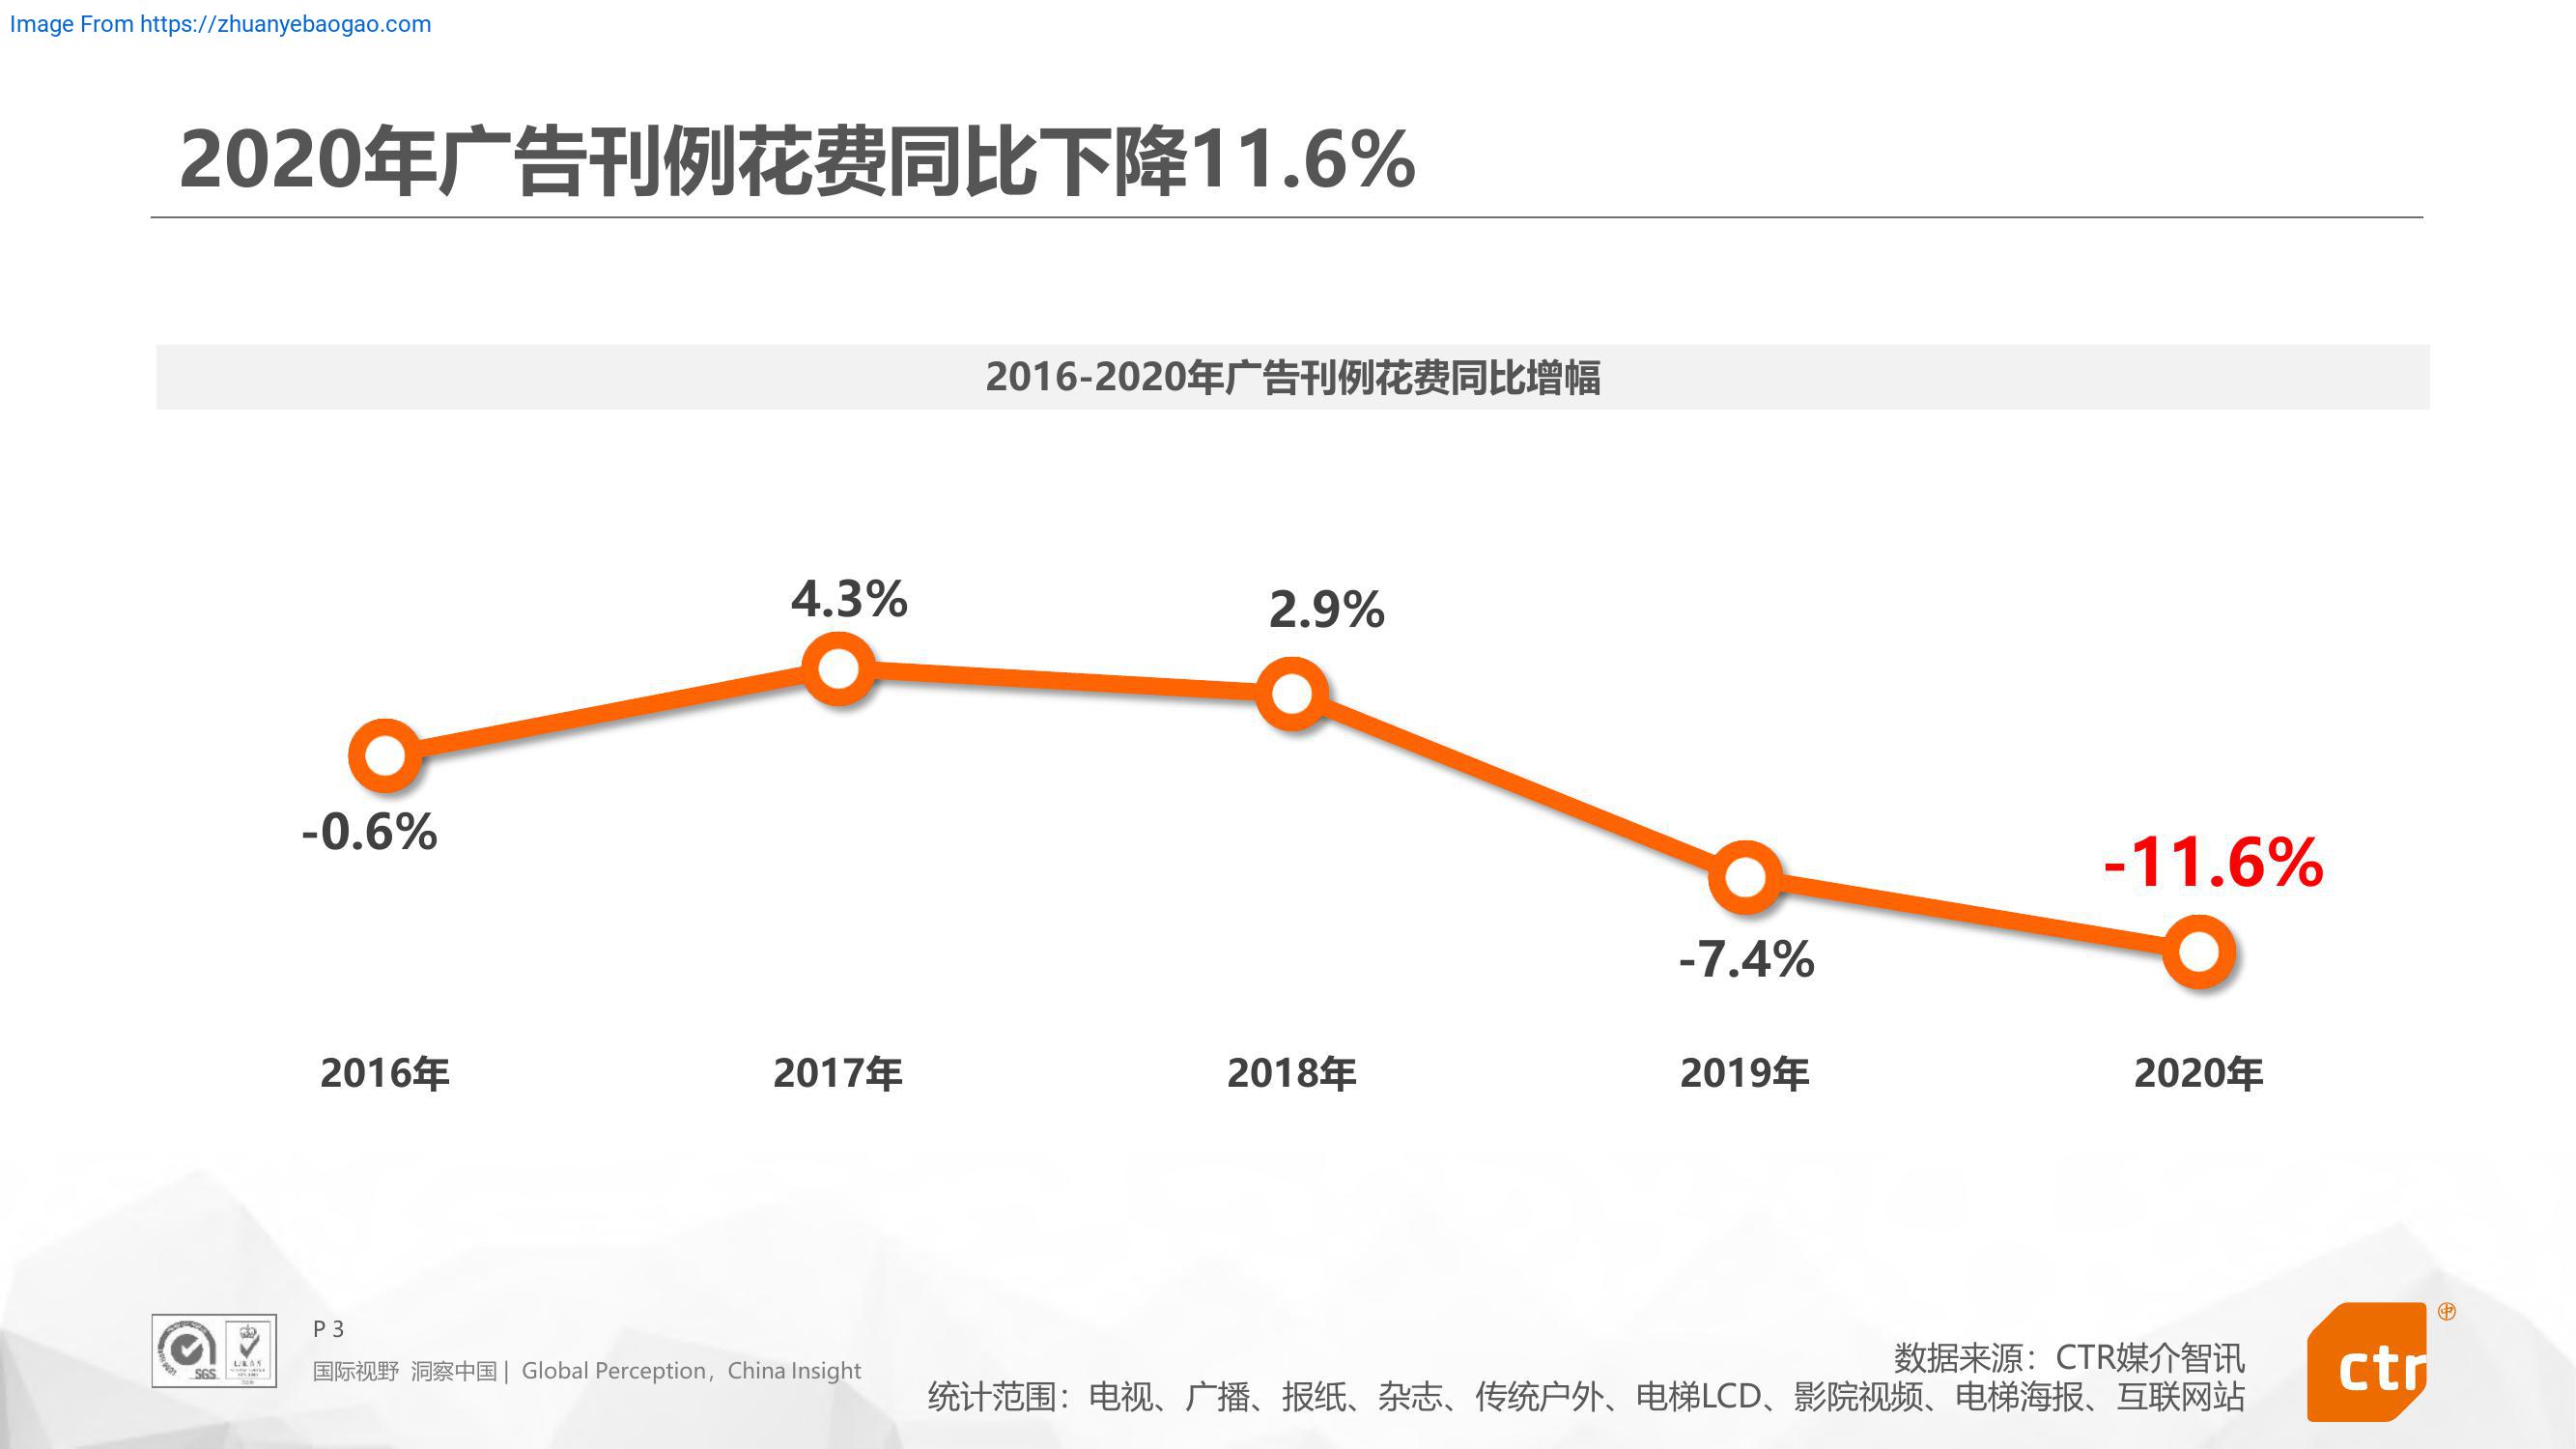 Image From https://zhuanyebaogao.com
2020年广告刊例花费同比下降11.6%
2016-2020年广告刊例花费同比增幅
4.3%
2.9%
-0.6%
-11.6%
-7.4%
2016年
2017年
2018年
2019年
2020年
SGS
P 3
国际视野 洞察中国 | Global Perception, China Insight
数据来源：CTR媒介智讯
统计范围：电视、广播、报纸、杂志、传统户外、电梯LCD、影院视频、电梯海报、互联网站
ctr